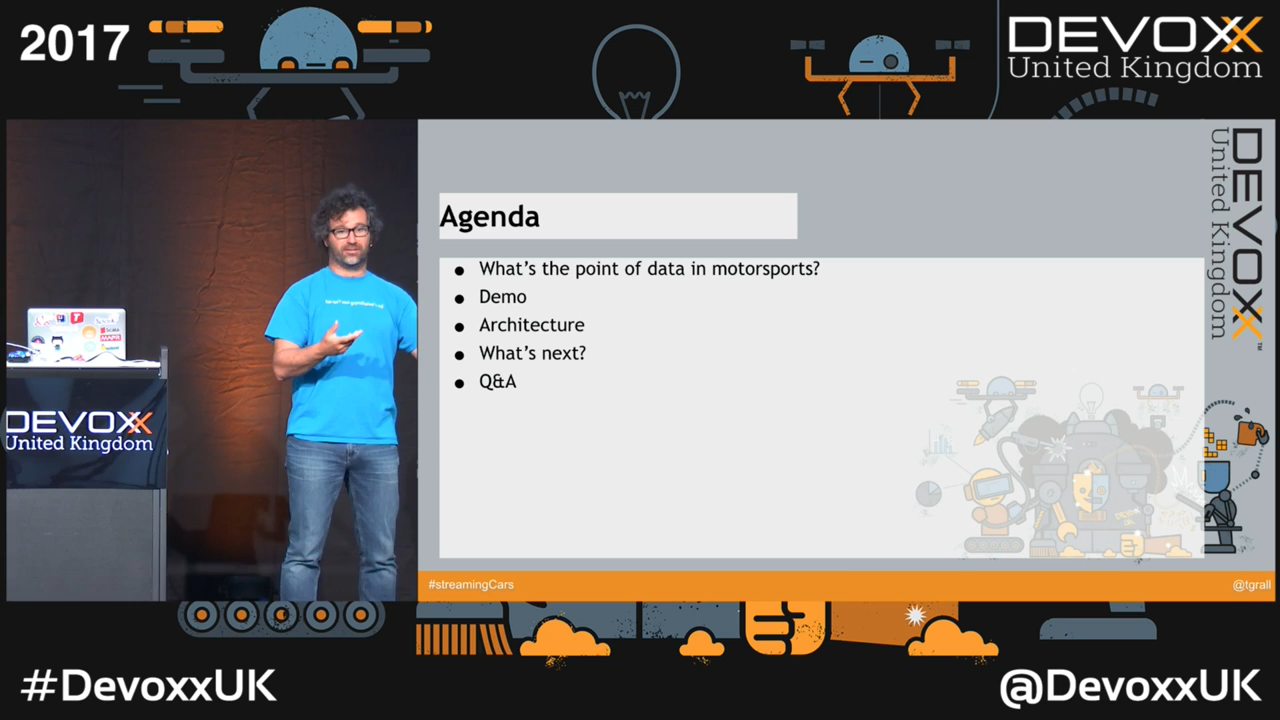 2017
DEVOXX
United Kingdom
DEVOXX
United Kingdom
Agenda
● What's the point of data in motorsports?
● Demo
● Architecture
● What's next?
● Q&A
DEVOXX
United Kingdom
#streamingCars
@tgrall
#DevoxxUK
@DevoxxUK